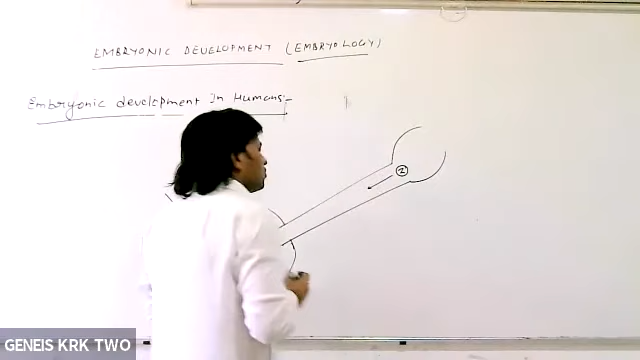 EMBRYONIC DEVELOPMENT (EMBRYOLOGY)
Embryonic development In Humans:-
2
GENEIS KRK TWO